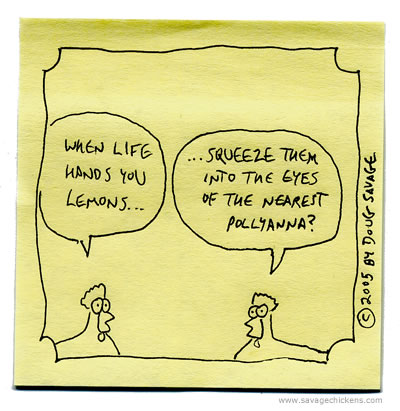 WHEN LIFE
HANDS YOU
LEMONS...
...SQUEEZE THEM
INTO THE EYES
OF THE NEAREST
POLLYANNA?
© 2005 BY DOUG SAVAGE
www.savagechickens.com